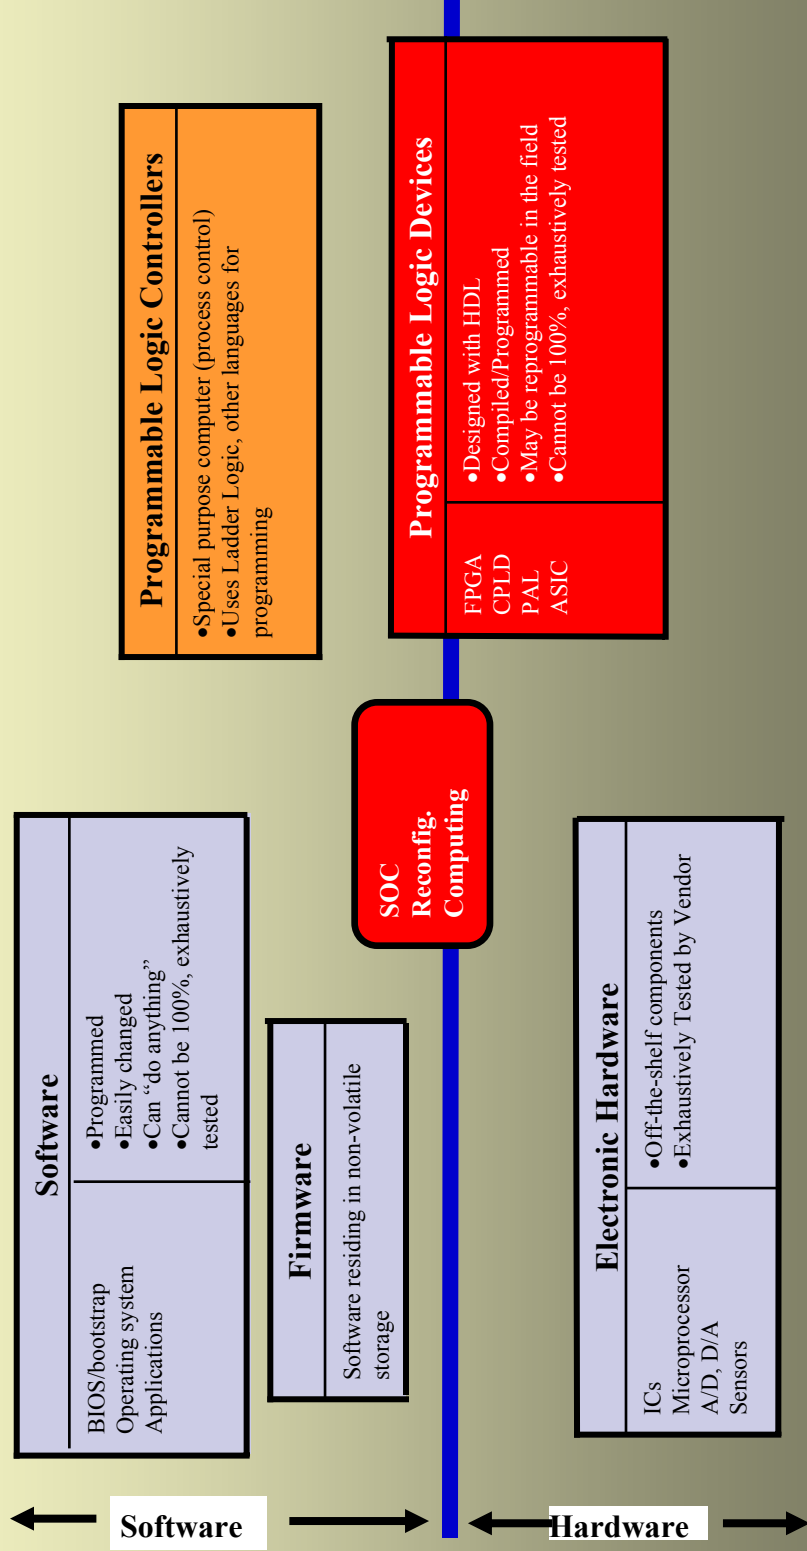 Software
BIOS/bootstrap
Operating system
Applications
•Programmed
•Easily changed
•Can “do anything”
•Cannot be 100%, exhaustively
tested
Programmable Logic Controllers
•Special purpose computer (process control)
•Uses Ladder Logic, other languages for
programming
Firmware
Software residing in non-volatile
storage
SOC
Reconfig.
Computing
Programmable Logic Devices
FPGA
CPLD
PAL
ASIC
•Designed with HDL
•Compiled/Programmed
•May be reprogrammable in the field
•Cannot be 100%, exhaustively tested
Electronic Hardware
ICs
Microprocessor
A/D, D/A
Sensors
•Off-the-shelf components
•Exhaustively Tested by Vendor
Software
Hardware